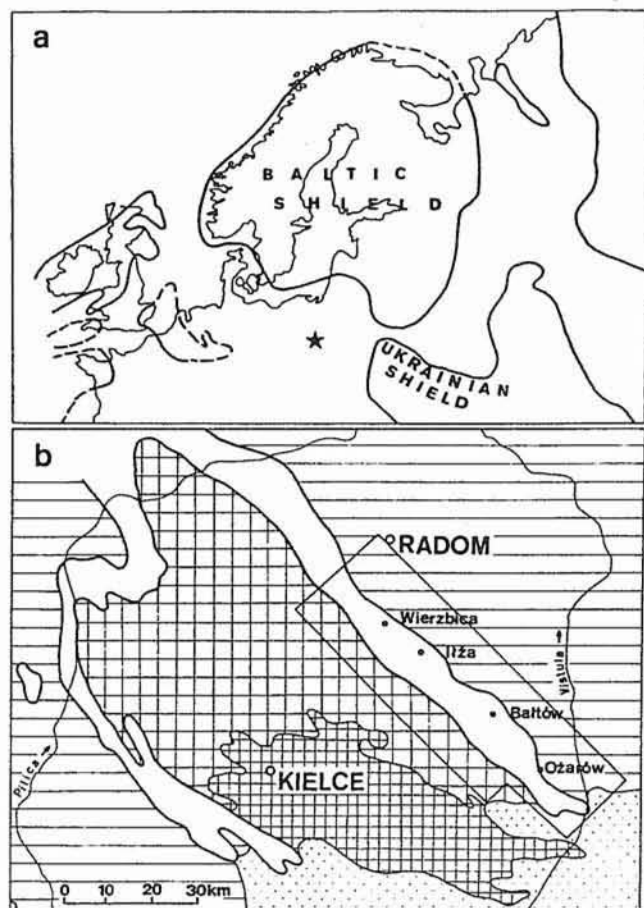 a
BALTIC
SHIELD
UKRAINIAN
SHIELD
b
RADOM
Wierzbica
Iłża
Vistula →
Bałtów
Ożarów
Pilica →
KIELCE
0 10 20 30km